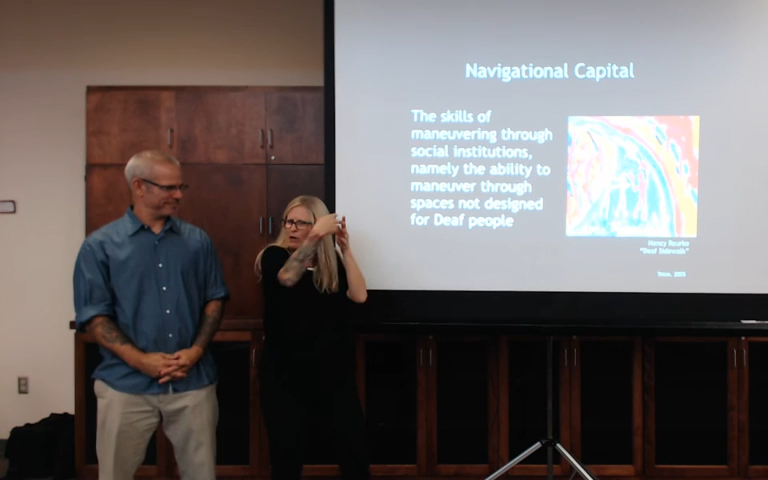 Navigational Capital
The skills of
maneuvering through
social institutions,
namely the ability to
maneuver through
spaces not designed
for Deaf people
Nancy Rourke
"Deaf Sidewalk"
Yosso, 2005